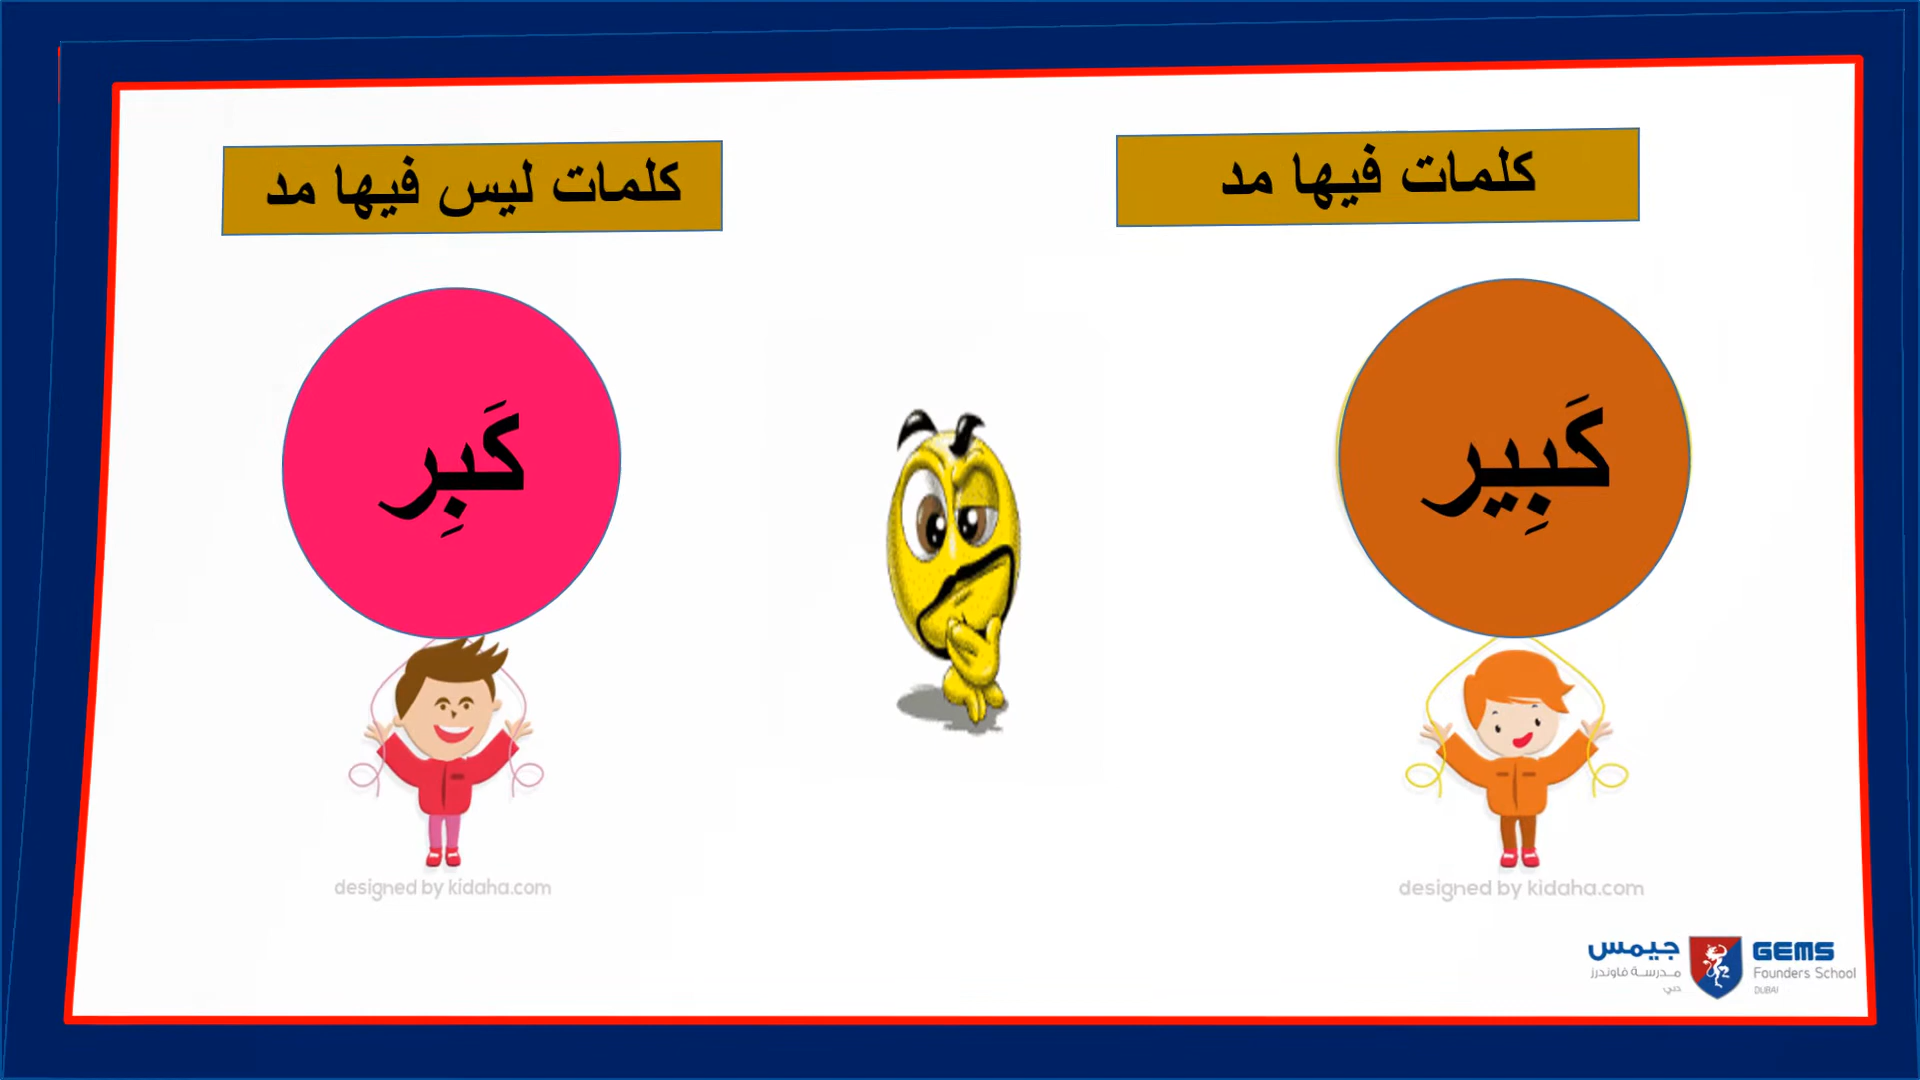 كلمات فيها مد
كلمات ليس فيها مد
كَبِير
كَبِر
designed by kidaha.com
designed by kidaha.com
جيمس
مدرسة فاوندرز
دبي
GEMS
Founders School
DUBAI